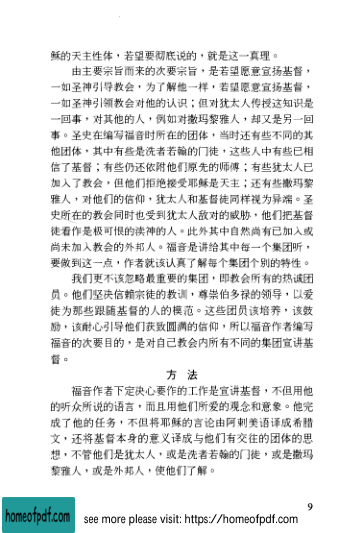 穌的天主性体，若望要彻底说的，就是这一真理。
由主要宗旨而来的次要宗旨，是若望愿意宣扬基督，
一如圣神引导教会，为了解他一样，若望愿意宣扬基督，
一如圣神引领教会对他的认识；但对犹太人传授这知识是
一回事，对其他的人，例如对撒玛黎雅人，却又是另一回
事。圣史在编写福音时所在的团体，当时还有些不同的其
他团体，其中有些是洗者若翰的门徒，这些人中有些已相
信了基督；有些仍还依附他们原先的师傅；有些犹太人已
加入了教会，但他们拒绝接受耶稣是天主；还有些撒玛黎
雅人，对他们的信仰，犹太人和基督徒同样视为异端。圣
史所在的教会同时也受到犹太人敌对的威胁，他们把基督
徒看作是极可恨的渎神的人。此外其中自然尚有已加入或
尚未加入教会的外邦人。福音是讲给其中每一个集团听，
要做到这一点，作者就该认真了解每个集团个别的特性。
我们更不该忽略最重要的集团，即教会所有的热诚团
员。他们坚决信赖宗徒的教训，尊崇伯多禄的领导，以爱
徒为那些跟随基督的人的模范。这些团员该培养，该鼓
励，该耐心引导他们获致圆满的信仰，所以福音作者编写
福音的次要目的，是对自己教会内所有不同的集团宣讲基
督。
方 法
福音作者下定决心要作的工作是宣讲基督，不但用他
的听众所说的语言，而且用他们所爱的观念和意象。他完
成了他的任务，不但将耶稣的言论由阿剌美语译成希腊
文，还将基督本身的意义译成与他们有交往的团体的思
想，不管他们是犹太人，或是洗者若翰的门徒，或是撒玛
黎雅人，或是外邦人，使他们了解。
9
homeofpdf.com
see more please visit: https://homeofpdf.com